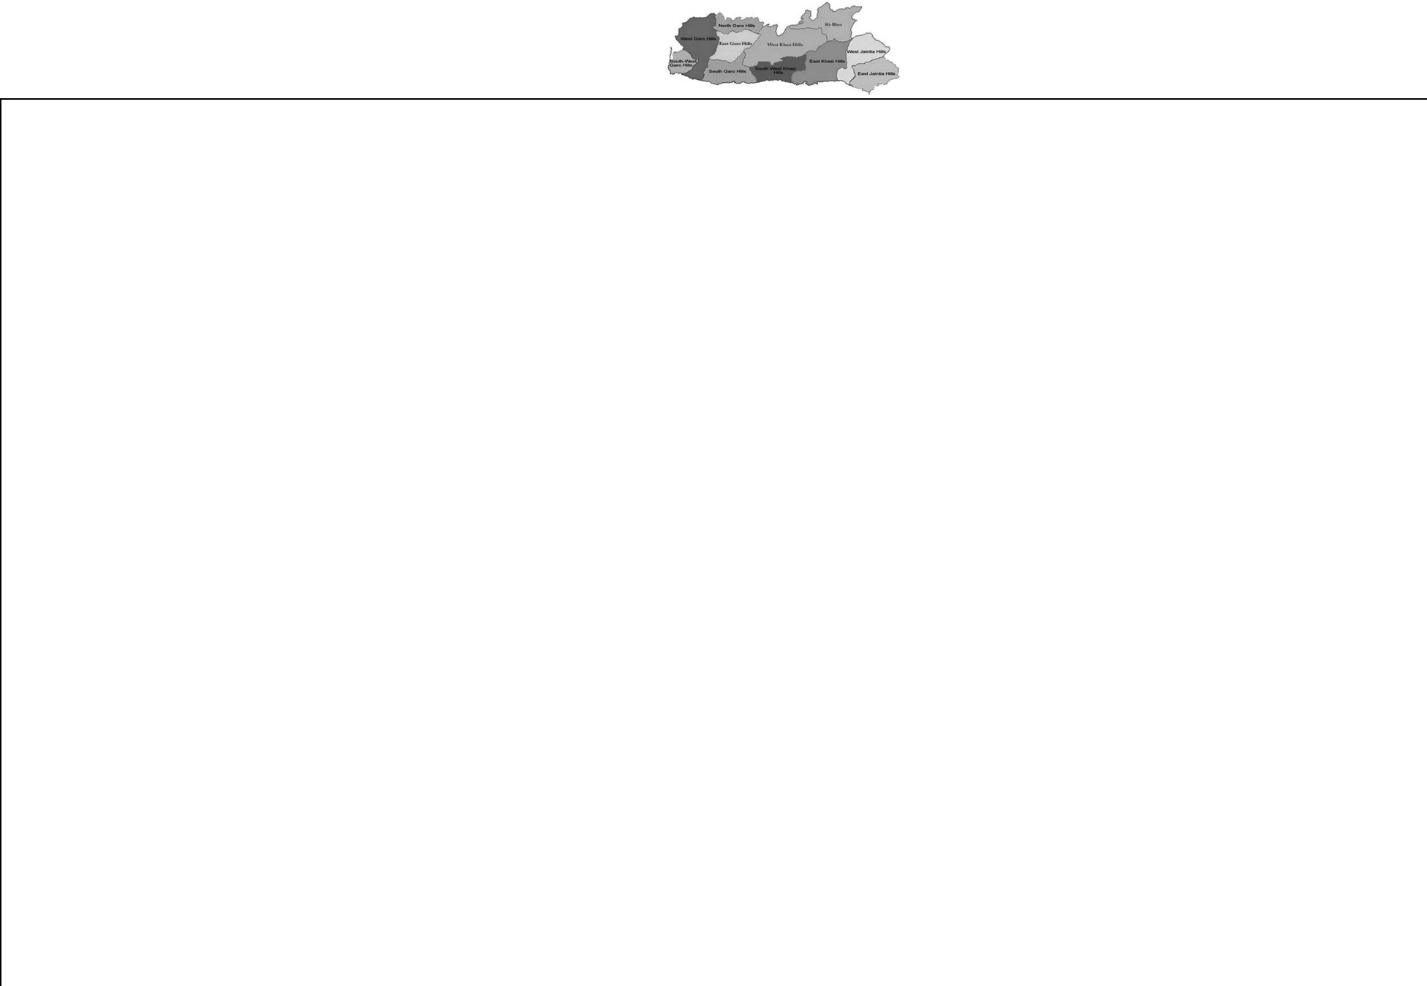 Ri-Bhoi
North Garo Hills
West Garo Hills
East Garo Hills
West Khasi Hills
West Jaintia Hills
South-West
Garo Hills
East Khasi Hills
South Garo Hills
South West Khasi
Hills
East Jaintia Hills